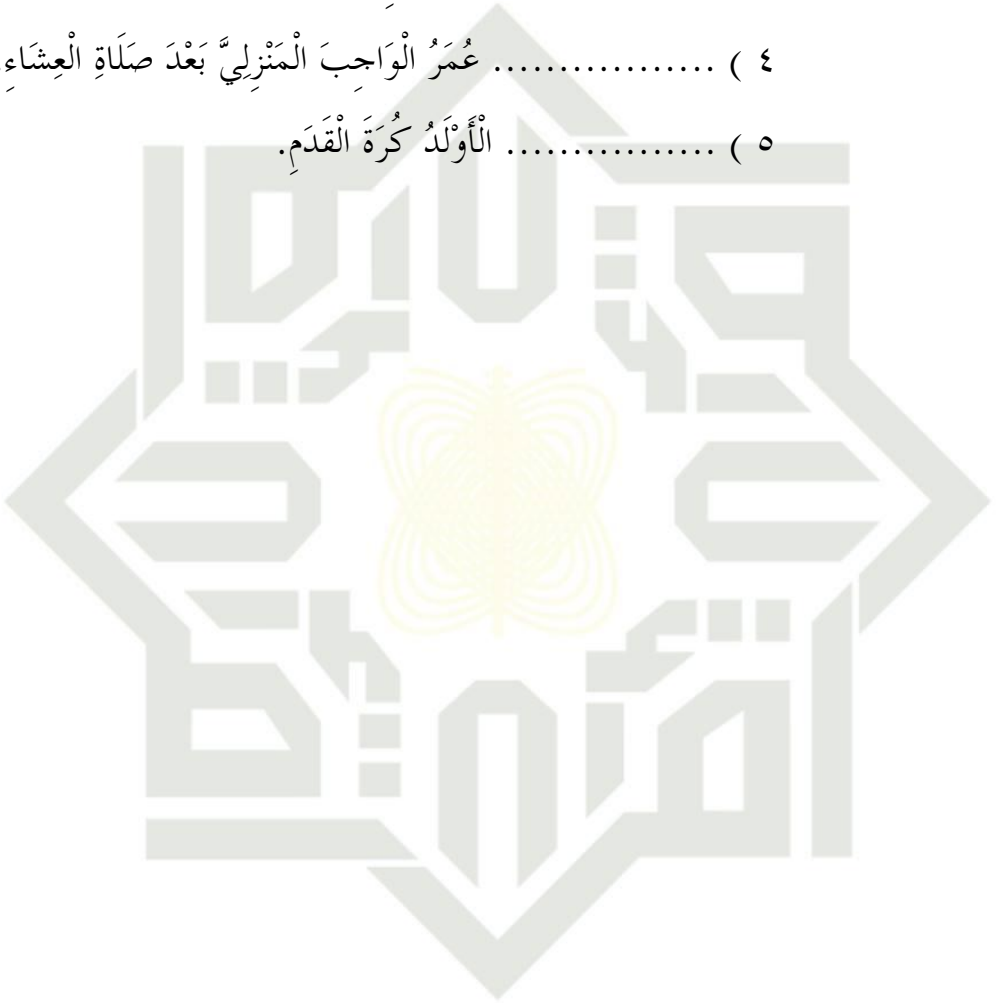 ٤ ) ................. عُمَرُ الْوَاجِبَ الْمَنْزِلِيَّ بَعْدَ صَلَاةِ الْعِشَاءِ
٥ ) ................ الْأَوْلَدُ كُرَةَ الْقَدَمِ.